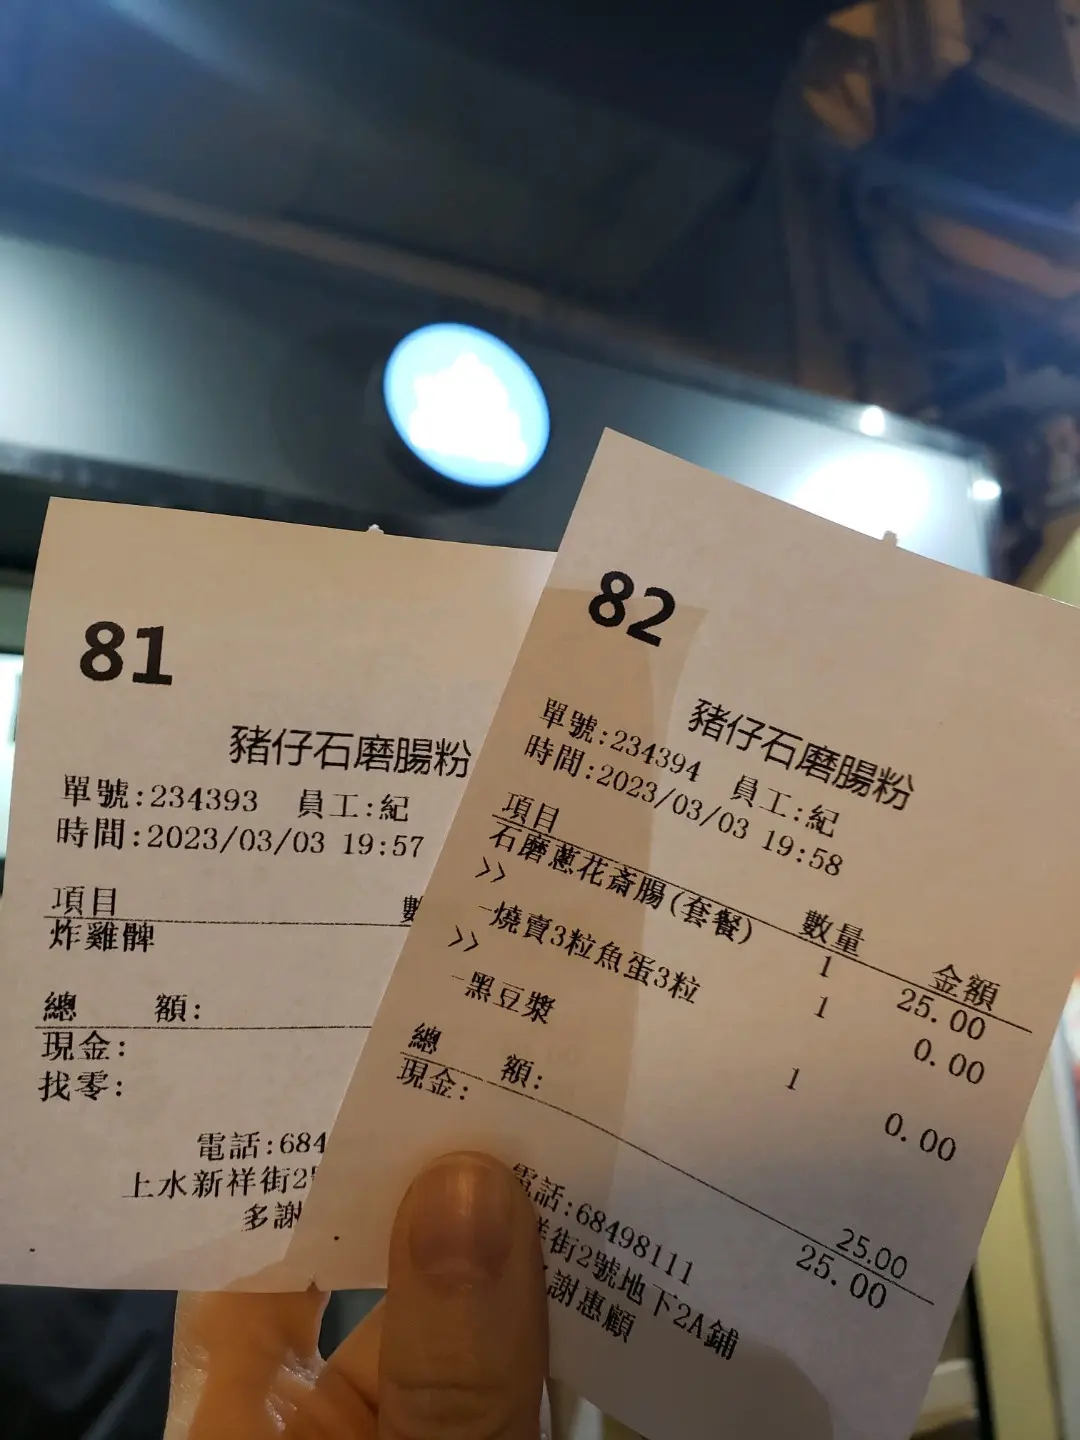 81
豬仔石磨腸粉
單號:234393 員工:紀
時間:2023/03/03 19:57
項目 數
炸雞髀
總 額:
現金:
找零:
電話:684
上水新祥街2
多謝
82
豬仔石磨腸粉
單號:234394 員工:紀
時間:2023/03/03 19:58
項目 數量 金額
石磨蔥花斎腸(套餐) 1 25.00
>>
-燒賣3粒魚蛋3粒 1 0.00
>>
-黑豆漿 1 0.00
總 額: 25.00
現金: 25.00
電話:68498111
街2號地下2A鋪
謝惠顧